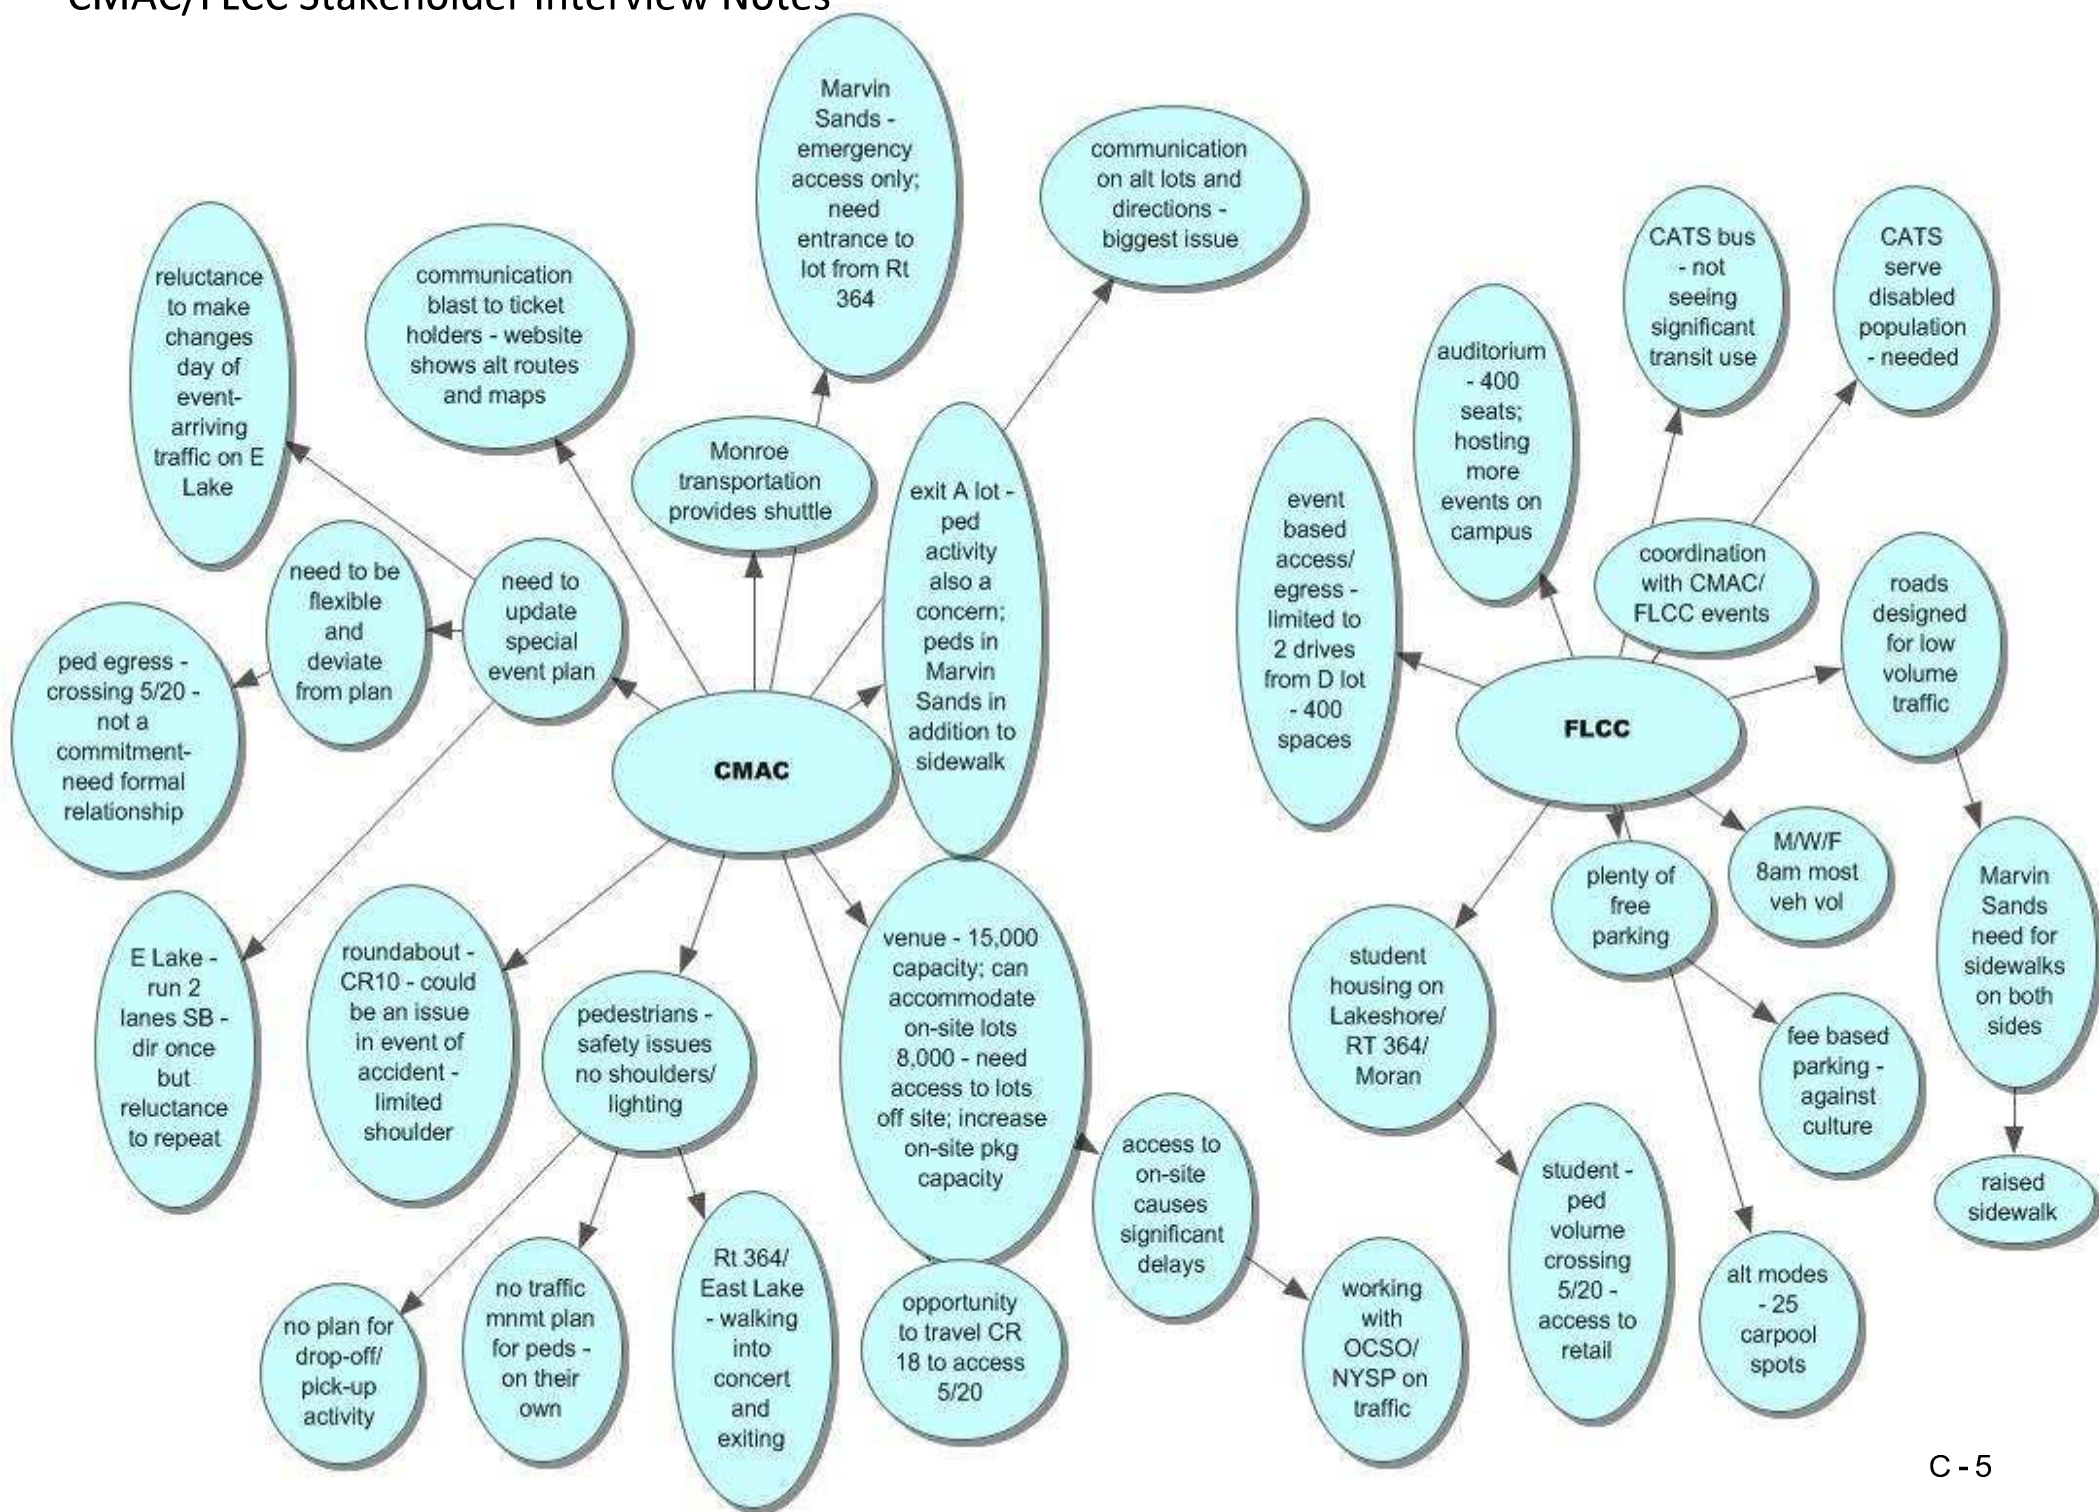 CMAC/FLCC Stakeholder Interview Notes
Marvin
Sands -
emergency
access only;
need
entrance to
lot from Rt
364
communication
on alt lots and
directions -
biggest issue
reluctance
to make
changes
day of
event-
arriving
traffic on E
Lake
communication
blast to ticket
holders - website
shows alt routes
and maps
Monroe
transportation
provides shuttle
exit A lot -
ped
activity
also a
concern;
peds in
Marvin
Sands in
addition to
sidewalk
need to be
flexible
and
deviate
from plan
need to
update
special
event plan
ped egress -
crossing 5/20 -
not a
commitment-
need formal
relationship
CMAC
E Lake -
run 2
lanes SB -
dir once
but
reluctance
to repeat
roundabout -
CR10 - could
be an issue
in event of
accident -
limited
shoulder
pedestrians -
safety issues
no shoulders/
lighting
venue - 15,000
capacity; can
accommodate
on-site lots
8,000 - need
access to lots
off site; increase
on-site pkg
capacity
access to
on-site
causes
significant
delays
working
with
OCSO/
NYSP on
traffic
no plan for
drop-off/
pick-up
activity
no traffic
mnmt plan
for peds -
on their
own
Rt 364/
East Lake
- walking
into
concert
and
exiting
opportunity
to travel CR
18 to access
5/20
CATS bus
- not
seeing
significant
transit use
CATS
serve
disabled
population
- needed
auditorium
- 400
seats;
hosting
more
events on
campus
event
based
access/
egress -
limited to
2 drives
from D lot
- 400
spaces
coordination
with CMAC/
FLCC events
roads
designed
for low
volume
traffic
FLCC
M/W/F
8am most
veh vol
plenty of
free
parking
Marvin
Sands
need for
sidewalks
on both
sides
student
housing on
Lakeshore/
RT 364/
Moran
fee based
parking -
against
culture
raised
sidewalk
student -
ped
volume
crossing
5/20 -
access to
retail
alt modes
- 25
carpool
spots
C - 5